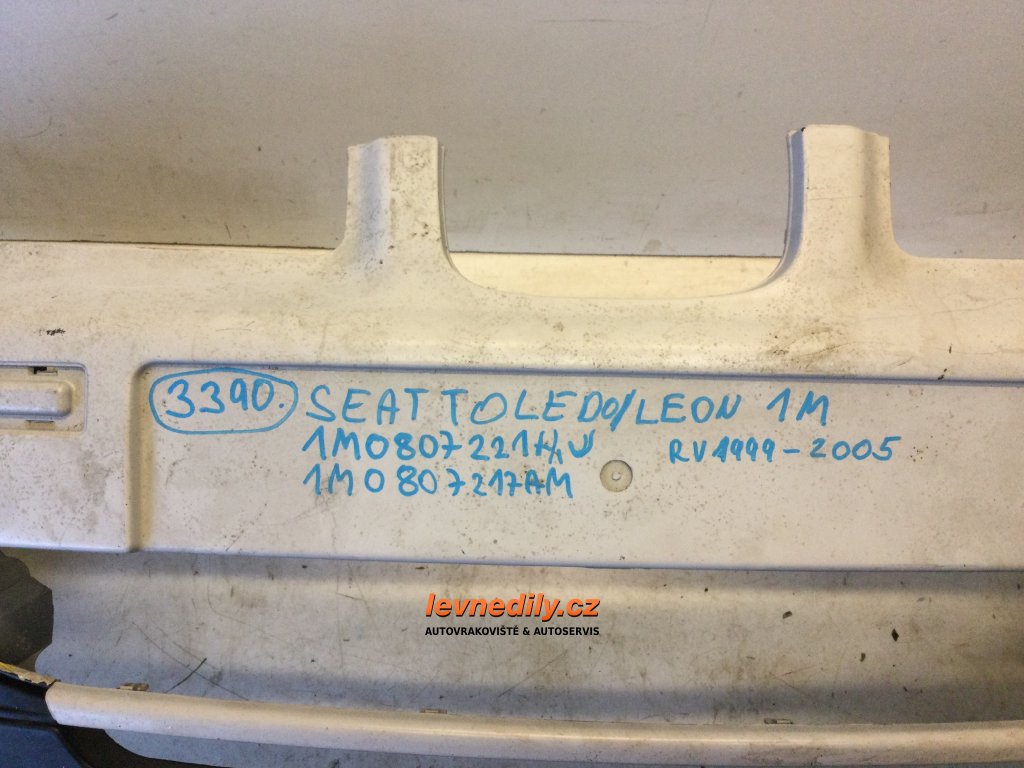 3390. SEAT TOLEDO/LEON 1M
1M0807221H/U RV1999-2005
1M0807217AM
levnedily.cz
AUTOVRAKOVIŠTĚ & AUTOSERVIS